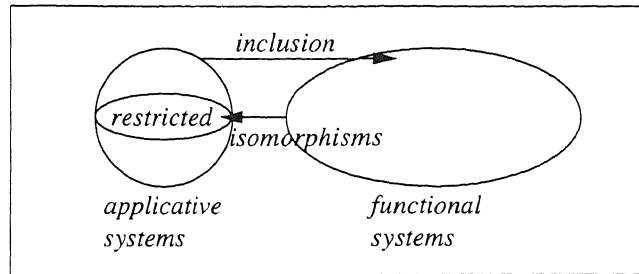 inclusion
restricted
isomorphisms
applicative
systems
functional
systems